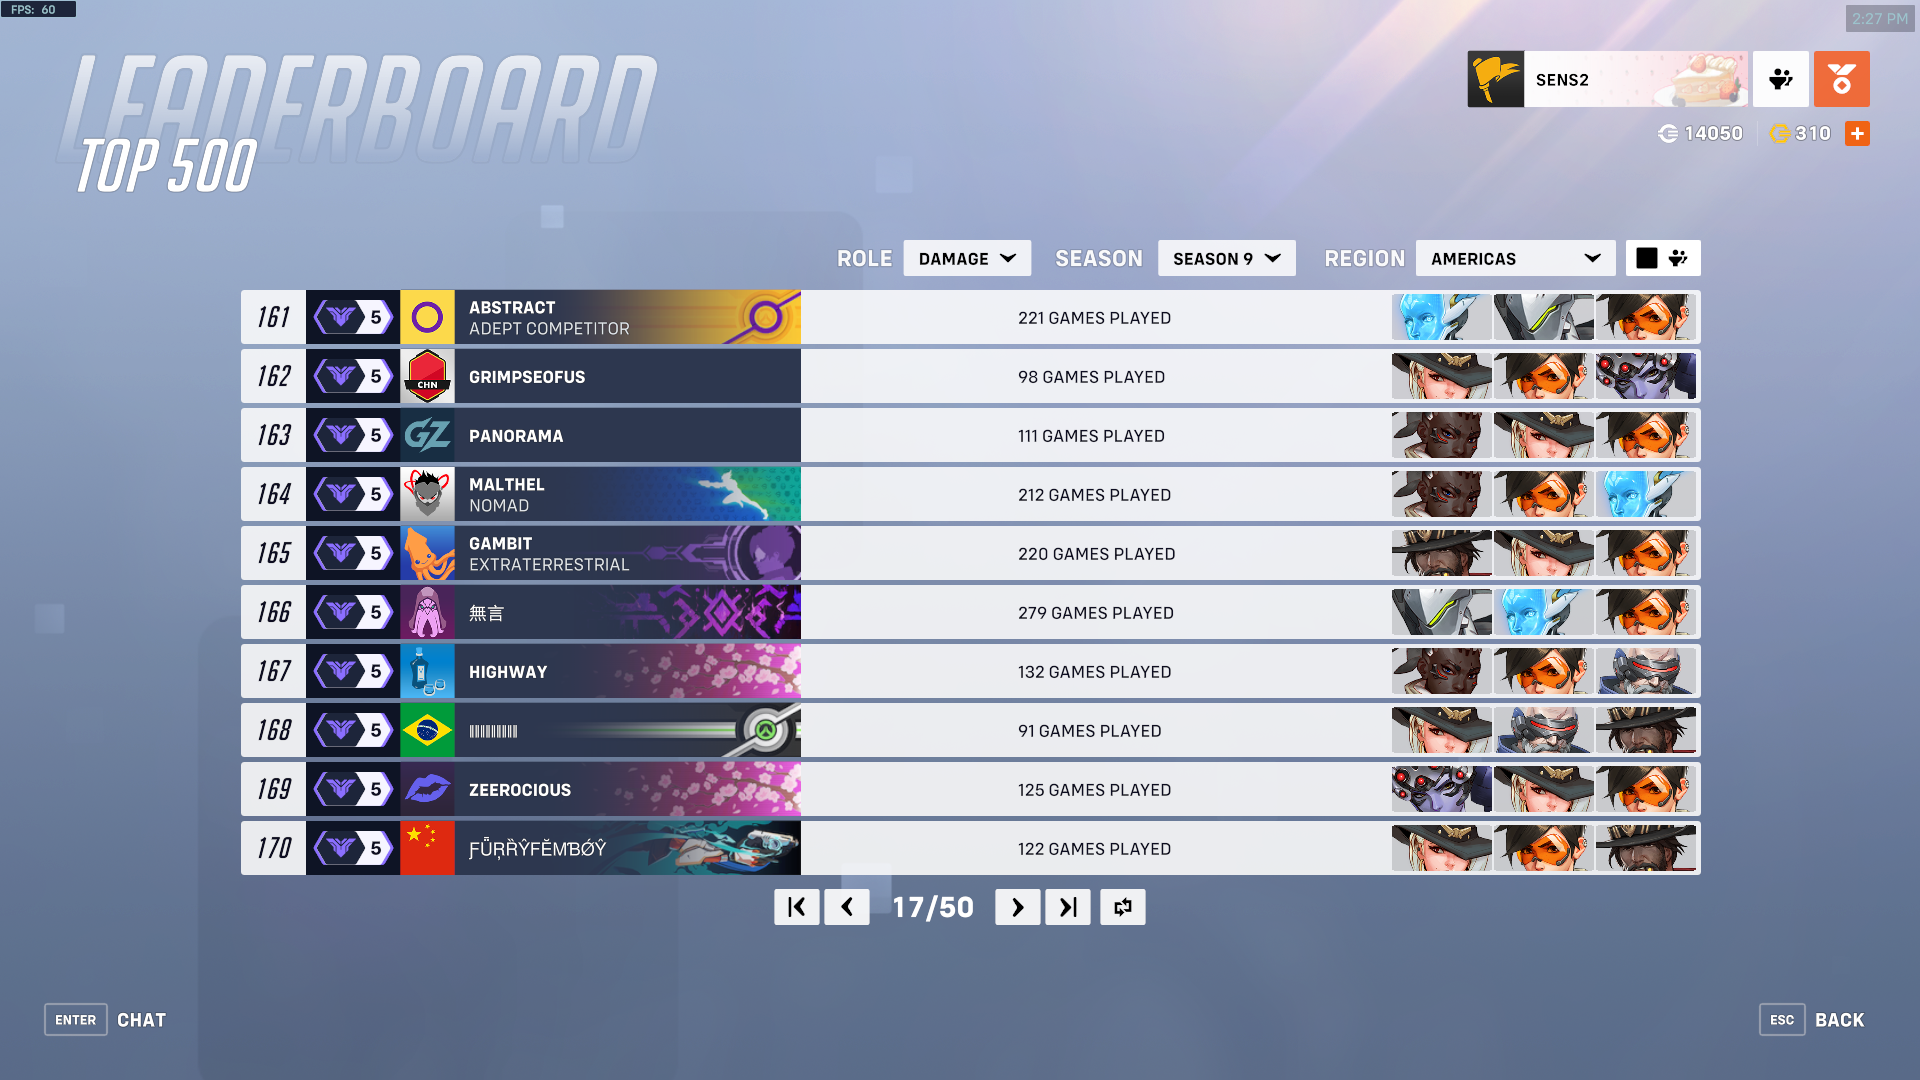 FPS: 60
2:27 PM
LEADERBOARD
TOP 500
SENS2
14050 310
ROLE DAMAGE SEASON SEASON 9 REGION AMERICAS
161 5 ABSTRACT 221 GAMES PLAYED
ADEPT COMPETITOR
162 5 CHN GRIMPSEOFUS 98 GAMES PLAYED
163 5 GZ PANORAMA 111 GAMES PLAYED
164 5 MALTHEL 212 GAMES PLAYED
NOMAD
165 5 GAMBIT 220 GAMES PLAYED
EXTRATERRESTRIAL
166 5 無言 279 GAMES PLAYED
167 5 HIGHWAY 132 GAMES PLAYED
168 5 91 GAMES PLAYED
169 5 ZEEROCIOUS 125 GAMES PLAYED
170 5 122 GAMES PLAYED
17/50
ENTER CHAT
ESC BACK